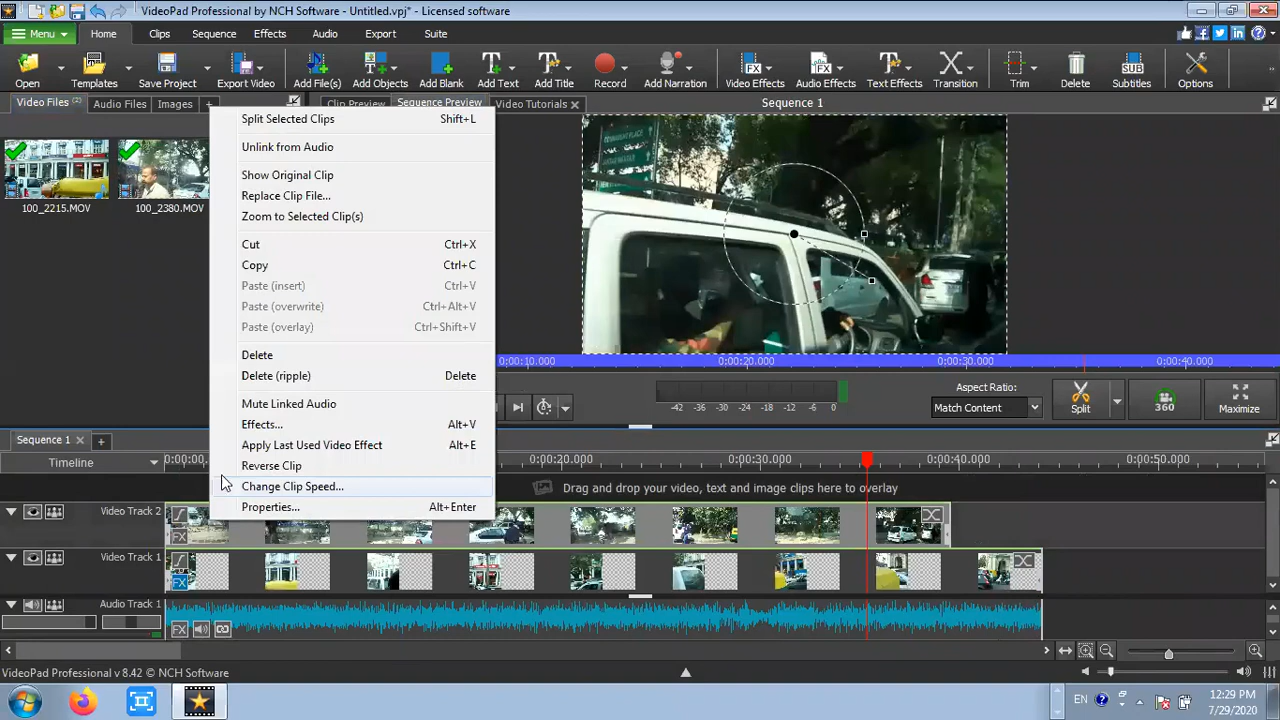 VideoPad Professional by NCH Software - Untitled.vpj* - Licensed software
Menu Home Clips Sequence Effects Audio Export Suite
Open Templates Save Project Export Video Add File(s) Add Objects Add Blank Add Text Add Title Record Add Narration Video Effects Audio Effects Text Effects Transition Trim Delete Subtitles Options
Video Files Audio Files Images + Clip Preview Sequence Preview Video Tutorials Sequence 1
Split Selected Clips Shift+L
Unlink from Audio
Show Original Clip
Replace Clip File...
100_2215.MOV 100_2380.MOV
Zoom to Selected Clip(s)
Cut Ctrl+X
Copy Ctrl+C
Paste (insert) Ctrl+V
Paste (overwrite) Ctrl+Alt+V
Paste (overlay) Ctrl+Shift+V
Delete
Delete (ripple) Delete
Mute Linked Audio
Effects... Alt+V
Apply Last Used Video Effect Alt+E
Reverse Clip
Change Clip Speed...
Properties... Alt+Enter
0:00:10.000 0:00:20.000 0:00:30.000 0:00:40.000
-42 -36 -30 -24 -18 -12 -6 0
Aspect Ratio:
Match Content
Split 360 Maximize
Sequence 1 +
Timeline 0:00:00. 0:00:20.000 0:00:30.000 0:00:40.000 0:00:50.000
Drag and drop your video, text and image clips here to overlay
Video Track 2
FX
Video Track 1
FX
Audio Track 1
FX
VideoPad Professional v 8.42 © NCH Software
EN 12:29 PM
7/29/2020